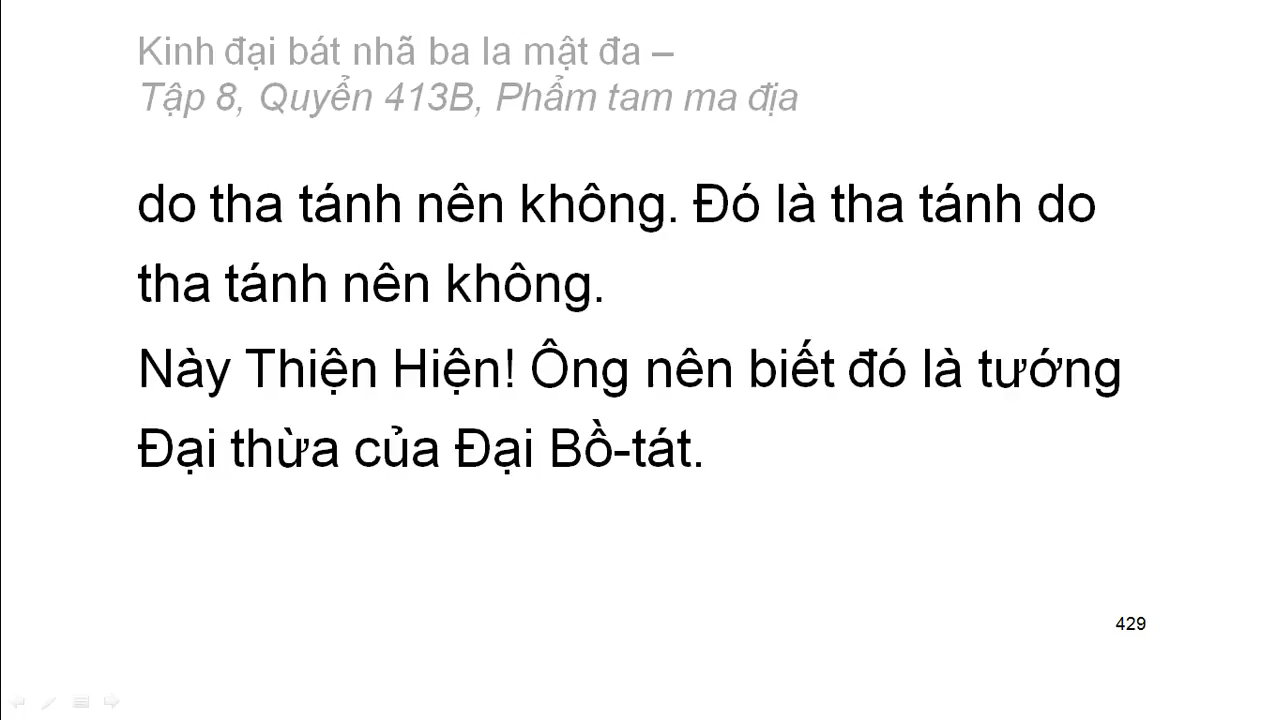 Kinh đại bát nhã ba la mật đa –
Tập 8, Quyển 413B, Phẩm tam ma địa
do tha tánh nên không. Đó là tha tánh do
tha tánh nên không.
Này Thiện Hiện! Ông nên biết đó là tướng
Đại thừa của Đại Bồ-tát.
429